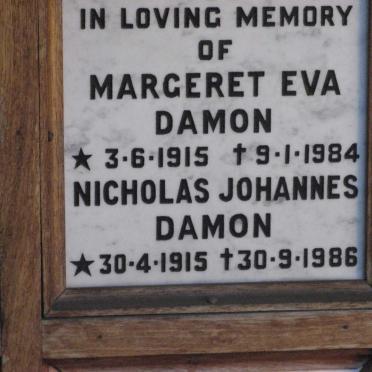 IN LOVING MEMORY
OF
MARGERET EVA
DAMON
★ 3·6·1915 † 9·1·1984
NICHOLAS JOHANNES
DAMON
★ 30·4·1915 † 30·9·1986